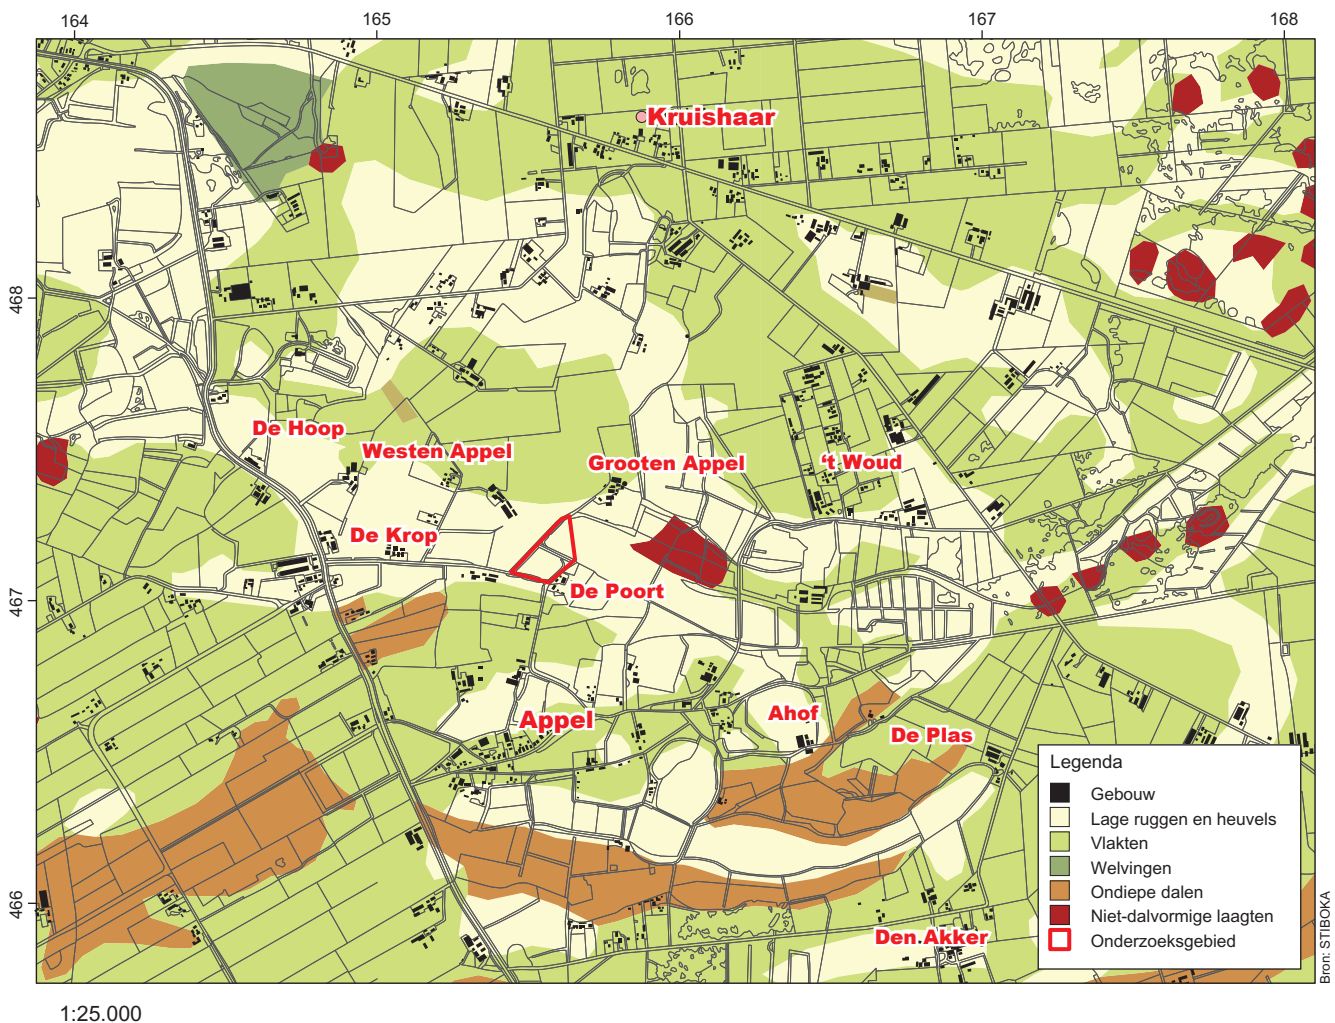 164 165 166 167 168
Kruishaar
468
De Hoop
Westen Appel
Grooten Appel
‘t Woud
De Krop
De Poort
467
Appel
Ahof
De Plas
Legenda
Gebouw
Lage ruggen en heuvels
Vlakten
Welvingen
Ondiepe dalen
Niet-dalvormige laagten
Onderzoeksgebied
466
Den Akker
Bron: STIBOKA
1:25.000